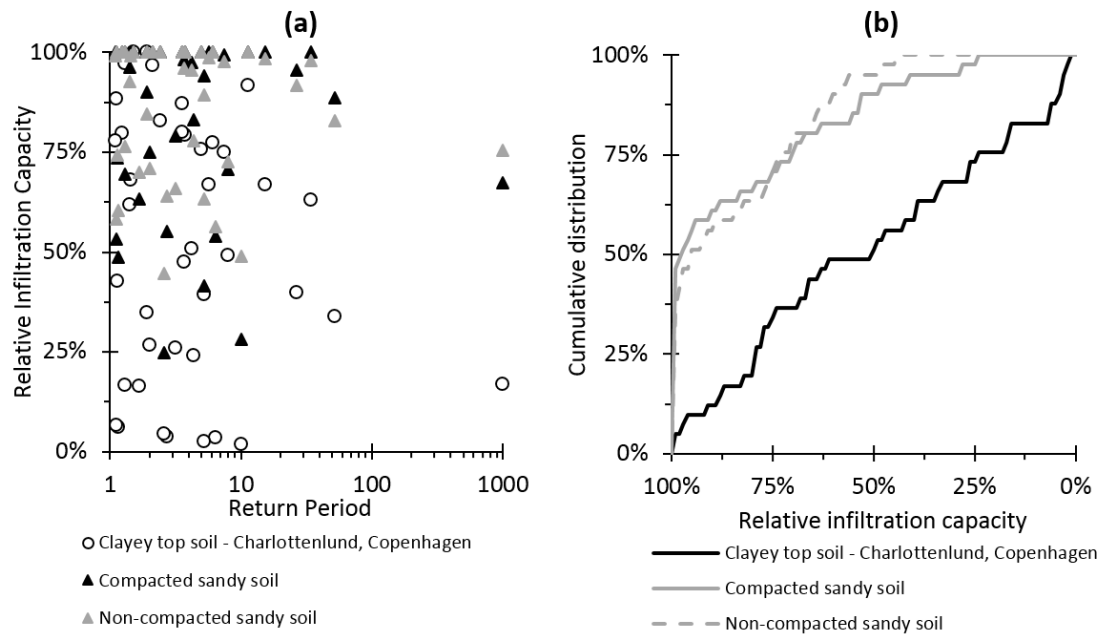 (a)
100%
75%
50%
25%
0%
Relative Infiltration Capacity
1
10
100
1000
Return Period
Clayey top soil - Charlottenlund, Copenhagen
Compacted sandy soil
Non-compacted sandy soil
(b)
100%
75%
50%
25%
0%
Cumulative distribution
100%
75%
50%
25%
0%
Relative infiltration capacity
Clayey top soil - Charlottenlund, Copenhagen
Compacted sandy soil
Non-compacted sandy soil